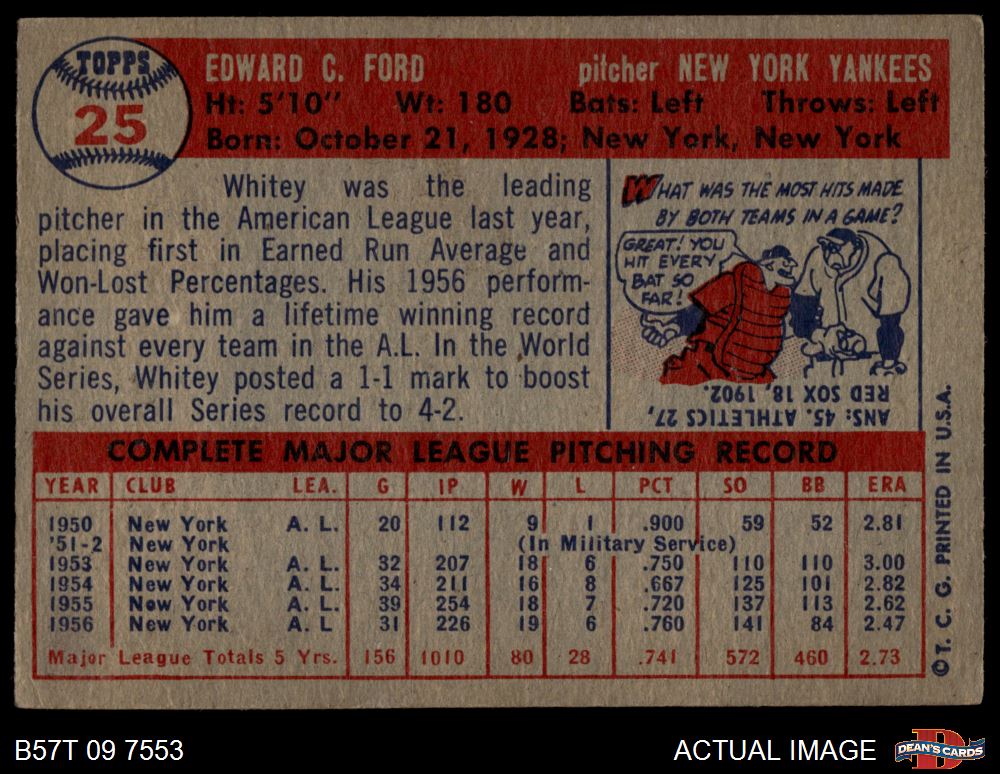 TOPPS
25
EDWARD C. FORD pitcher NEW YORK YANKEES
Ht: 5'10" Wt: 180 Bats: Left Throws: Left
Born: October 21, 1928; New York, New York
Whitey was the leading
pitcher in the American League last year,
placing first in Earned Run Average and
Won-Lost Percentages. His 1956 perform-
ance gave him a lifetime winning record
against every team in the A.L. In the World
Series, Whitey posted a 1-1 mark to boost
his overall Series record to 4-2.
WHAT WAS THE MOST HITS MADE
BY BOTH TEAMS IN A GAME?
GREAT! YOU
HIT EVERY
BAT SO
FAR!
ANS: 45. ATHLETICS 27,
RED SOX 18, 1902.
COMPLETE MAJOR LEAGUE PITCHING RECORD
YEAR CLUB LEA. G IP W L PCT SO BB ERA
1950 New York A. L. 20 112 9 1 .900 59 52 2.81
'51-2 New York (In Military Service)
1953 New York A. L. 32 207 18 6 .750 110 110 3.00
1954 New York A. L. 34 211 16 8 .667 125 101 2.82
1955 New York A. L. 39 254 18 7 .720 137 113 2.62
1956 New York A. L 31 226 19 6 .760 141 84 2.47
Major League Totals 5 Yrs. 156 1010 80 28 .741 572 460 2.73
©T. C. G. PRINTED IN U.S.A.
B57T 09 7553
ACTUAL IMAGE
D
DEAN'S CARDS